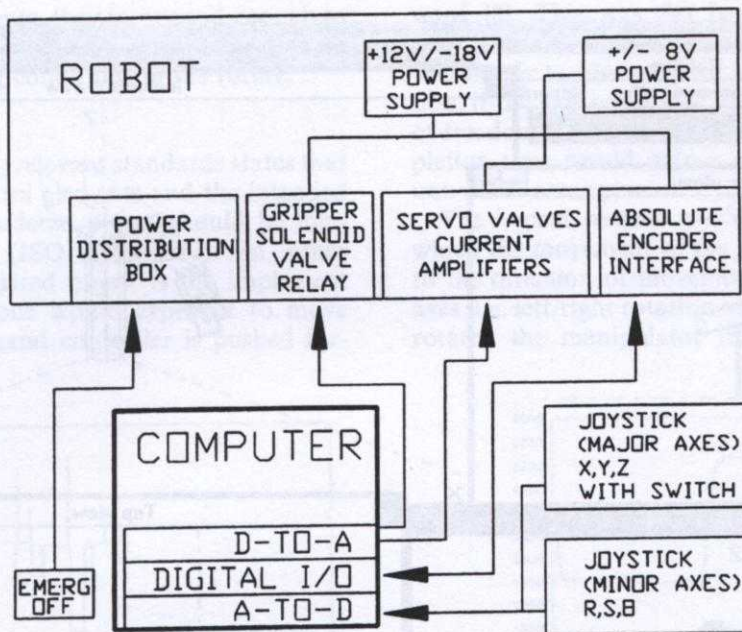 ROBOT
+12V, -18V
POWER
SUPPLY
+/- 8V
POWER
SUPPLY
POWER
DISTRIBUTION
BOX
GRIPPER
SOLENOID
VALVE
RELAY
SERVO VALVES
CURRENT
AMPLIFIERS
ABSOLUTE
ENCODER
INTERFACE
COMPUTER
D-TO-A
DIGITAL I/O
A-TO-D
EMERG
OFF
JOYSTICK
(MAJOR AXES)
X,Y,Z
WITH SWITCH
JOYSTICK
(MINOR AXES)